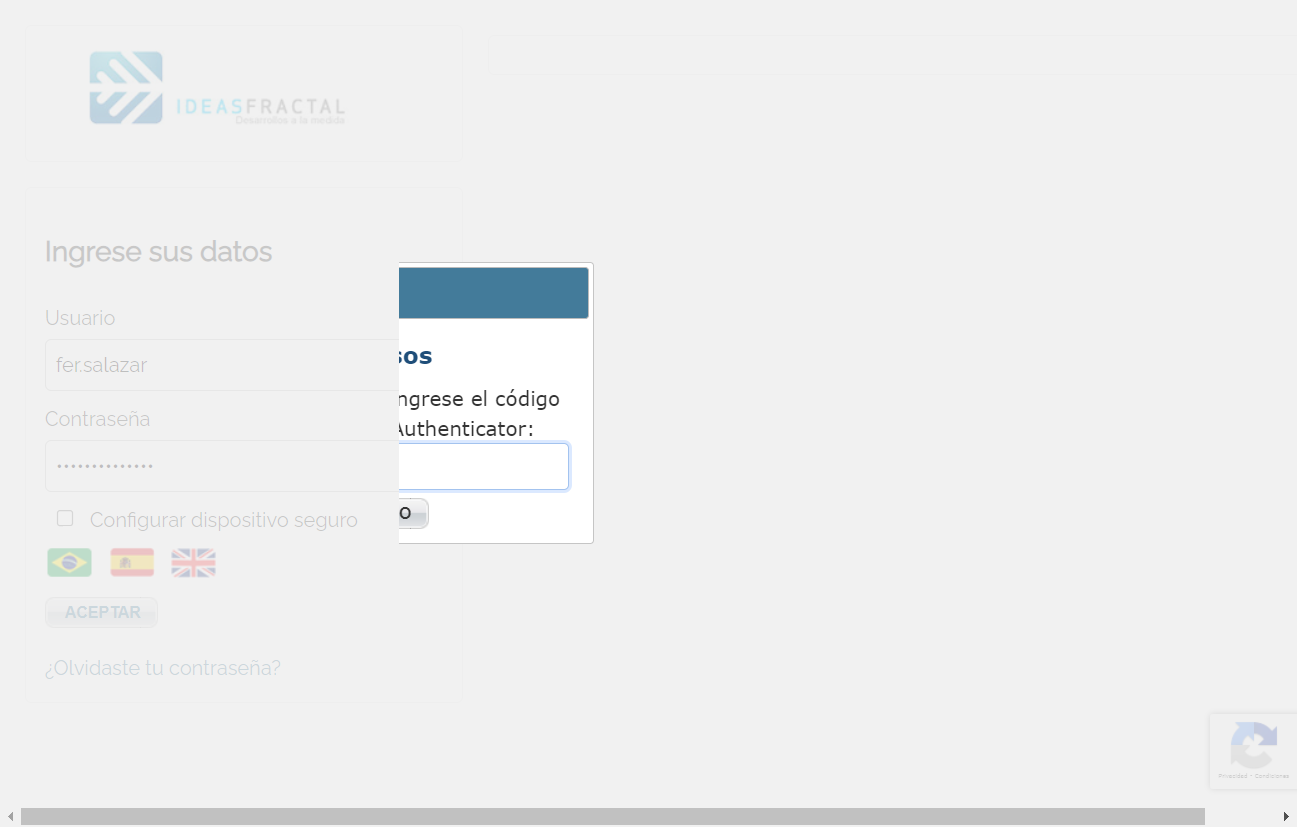 IDEASFRACTAL
Desarrollos a la medida
Ingrese sus datos
Usuario
fer.salazar
Contraseña
••••••••••••••
Configurar dispositivo seguro
ACEPTAR
¿Olvidaste tu contraseña?
sos
ngrese el código
Authenticator:
O
Privacidad - Condiciones